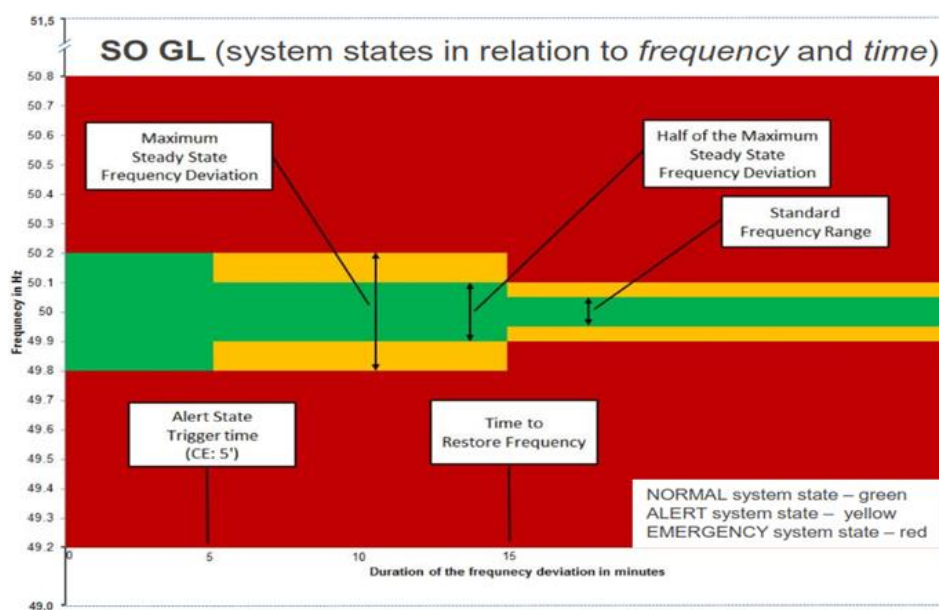 51,5
SO GL (system states in relation to frequency and time)
50.8
50.7
50.6
50.5
50.4
50.3
50.2
50.1
50
49.9
49.8
49.7
49.6
49.5
49.4
49.3
49.2
49.0
Frequnecy in Hz
Maximum
Steady State
Frequency Deviation
Half of the Maximum
Steady State
Frequency Deviation
Standard
Frequency Range
Alert State
Trigger time
(CE: 5')
Time to
Restore Frequency
NORMAL system state – green
ALERT system state – yellow
EMERGENCY system state – red
0
5
10
15
Duration of the frequnecy deviation in minutes